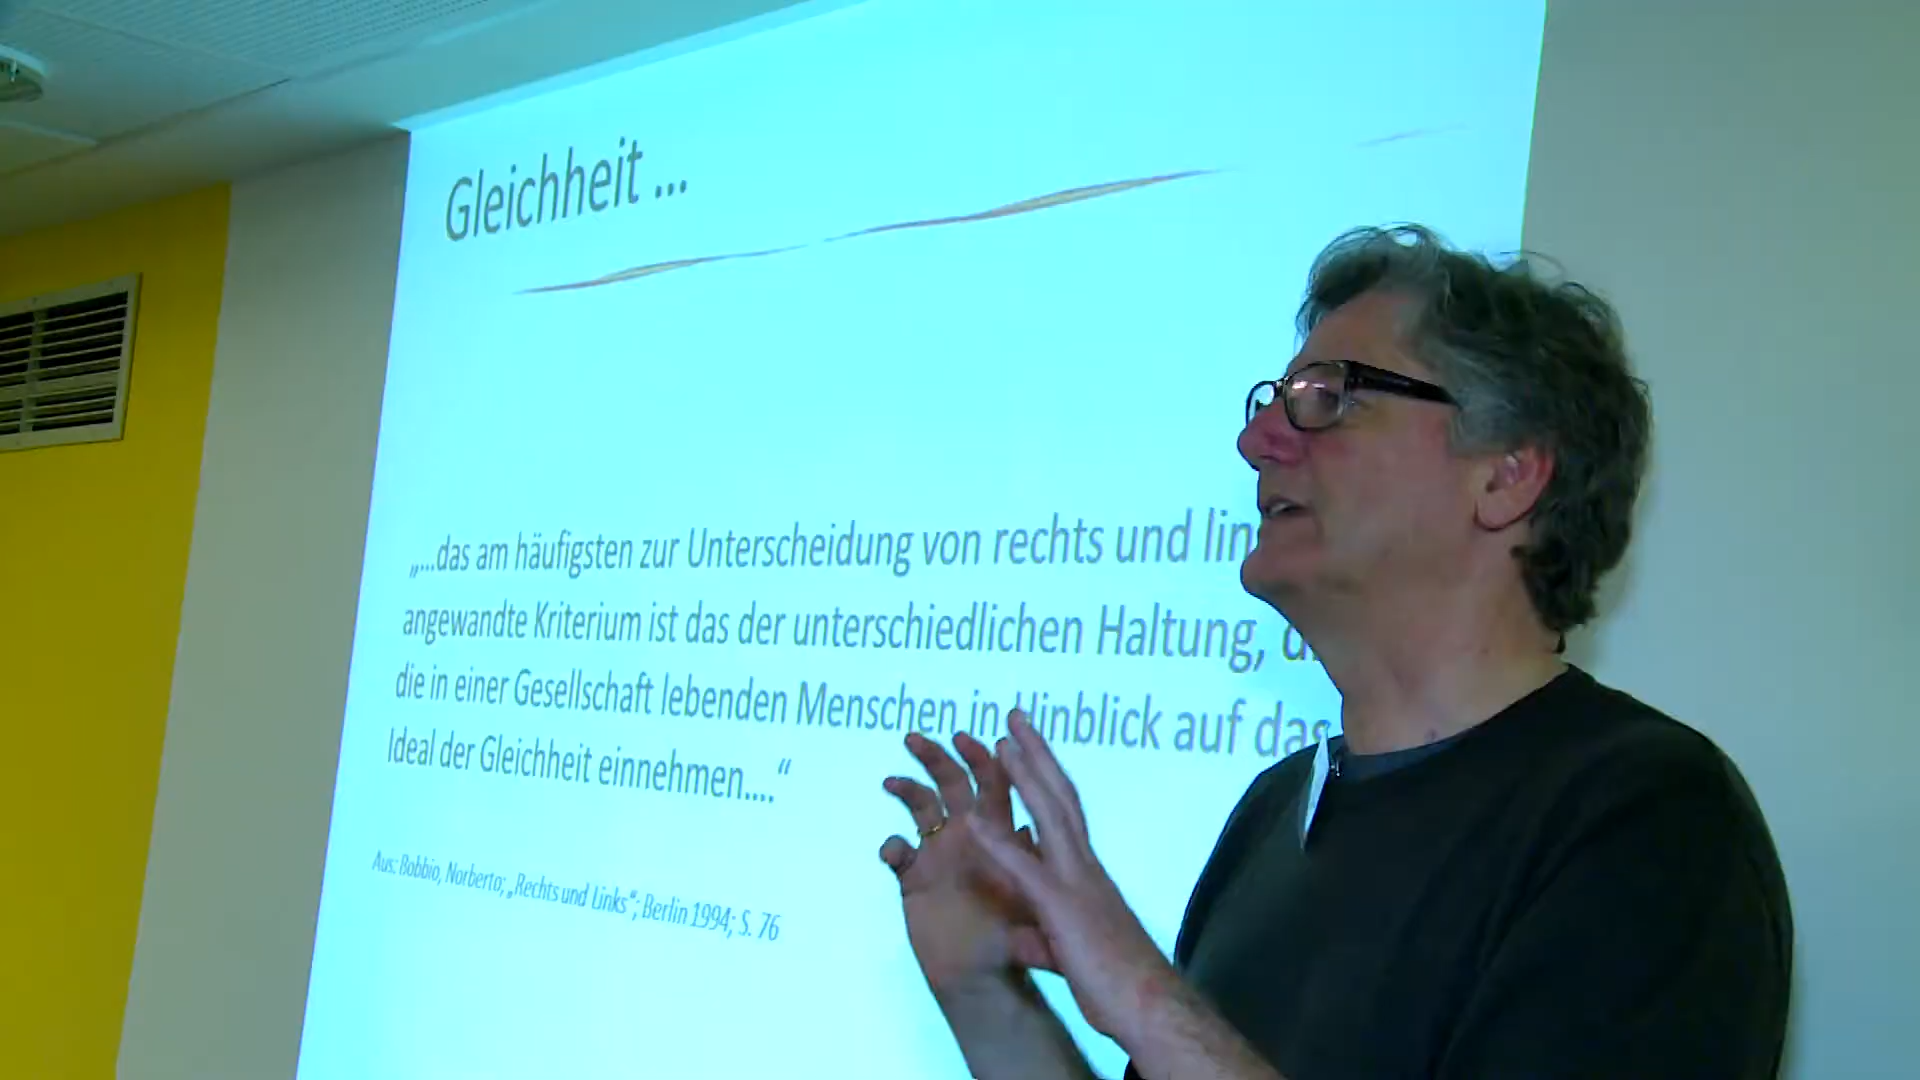 Gleichheit ...
„...das am häufigsten zur Unterscheidung von rechts und
angewandte Kriterium ist das der unterschiedlichen Haltung,
die in einer Gesellschaft lebenden Menschen in Hinblick auf das
Ideal der Gleichheit einnehmen....“
Aus: Bobbio, Norberto; „Rechts und Links“; Berlin 1994; S. 76